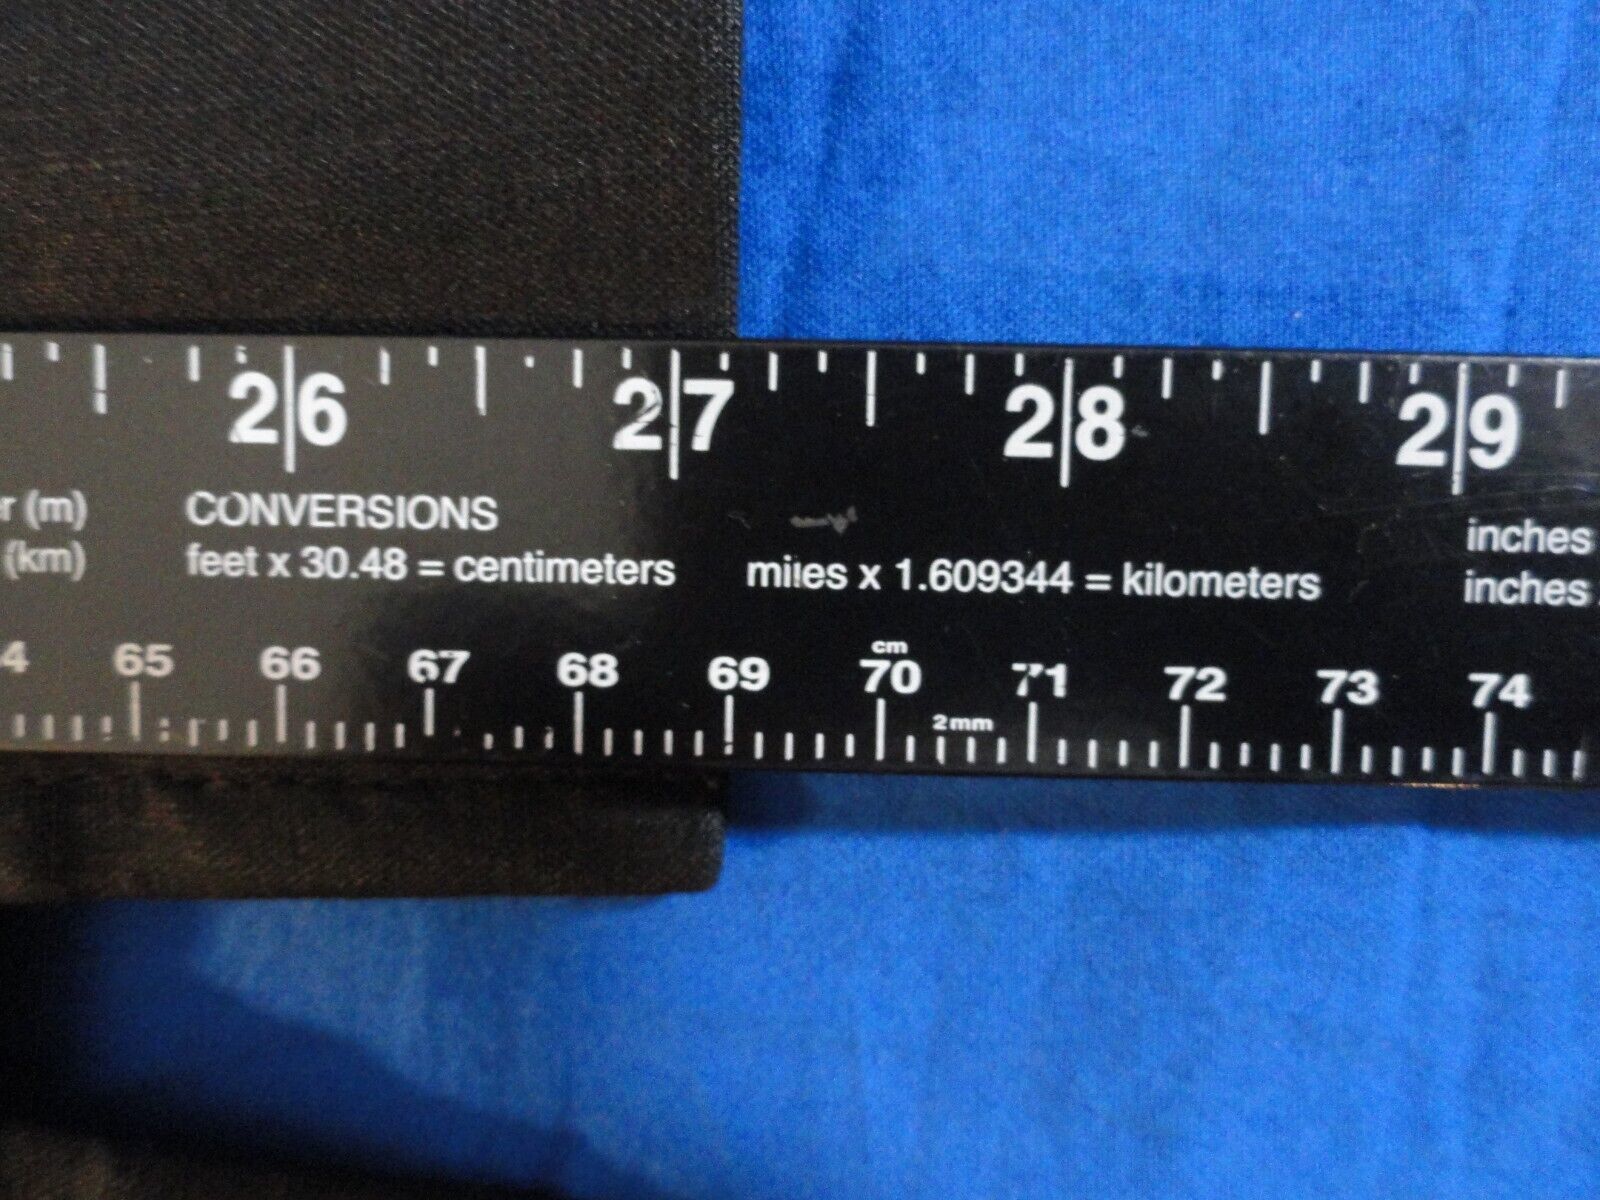 26 27 28 29
r (m) CONVERSIONS inches
(km) feet x 30.48 = centimeters miles x 1.609344 = kilometers inches
cm
4 65 66 67 68 69 70 71 72 73 74
2mm